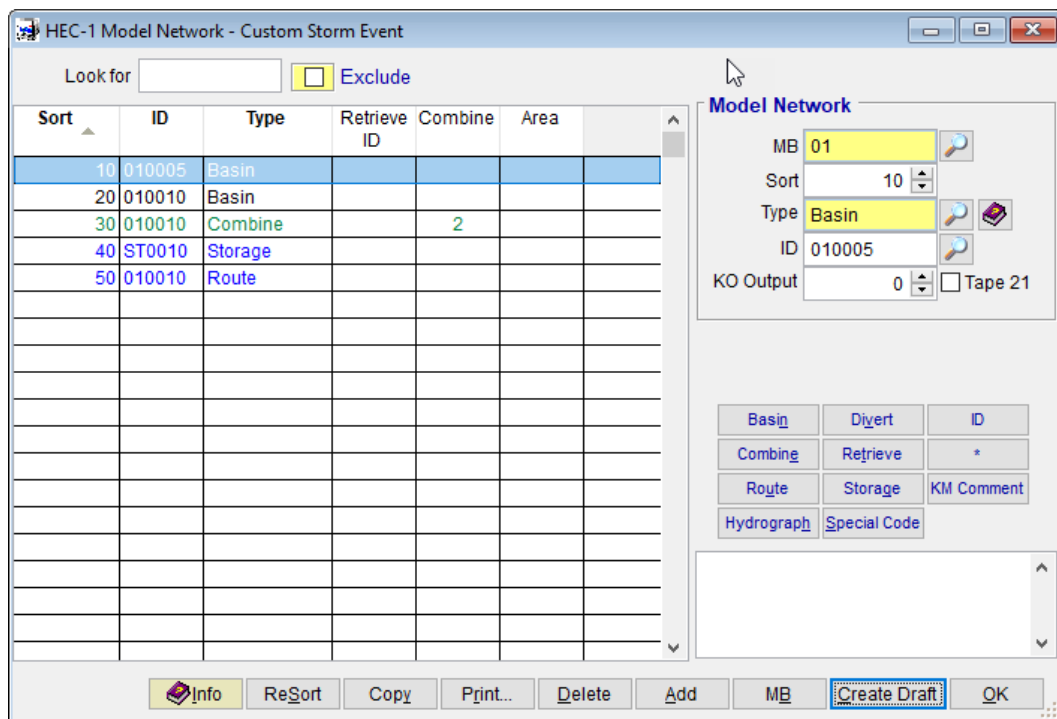 HEC-1 Model Network - Custom Storm Event
Look for Exclude
Sort ID Type Retrieve ID Combine Area
10 010005 Basin
20 010010 Basin
30 010010 Combine 2
40 ST0010 Storage
50 010010 Route
Model Network
MB 01
Sort 10
Type Basin
ID 010005
KO Output 0 Tape 21
Basin Divert ID
Combine Retrieve *
Route Storage KM Comment
Hydrograph Special Code
Info ReSort Copy Print... Delete Add MB Create Draft OK